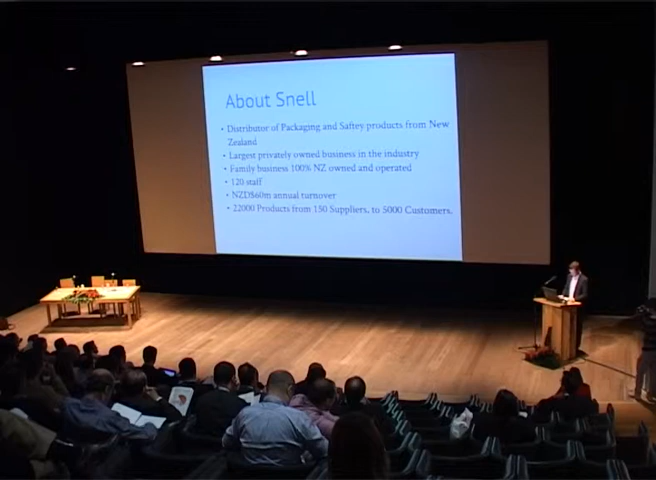 About Snell
• Distributor of Packaging and Saftey products from New
Zealand
• Largest privately owned business in the industry
• Family business 100% NZ owned and operated
• 120 staff
• NZD$60m annual turnover
• 22000 Products from 150 Suppliers, to 5000 Customers.